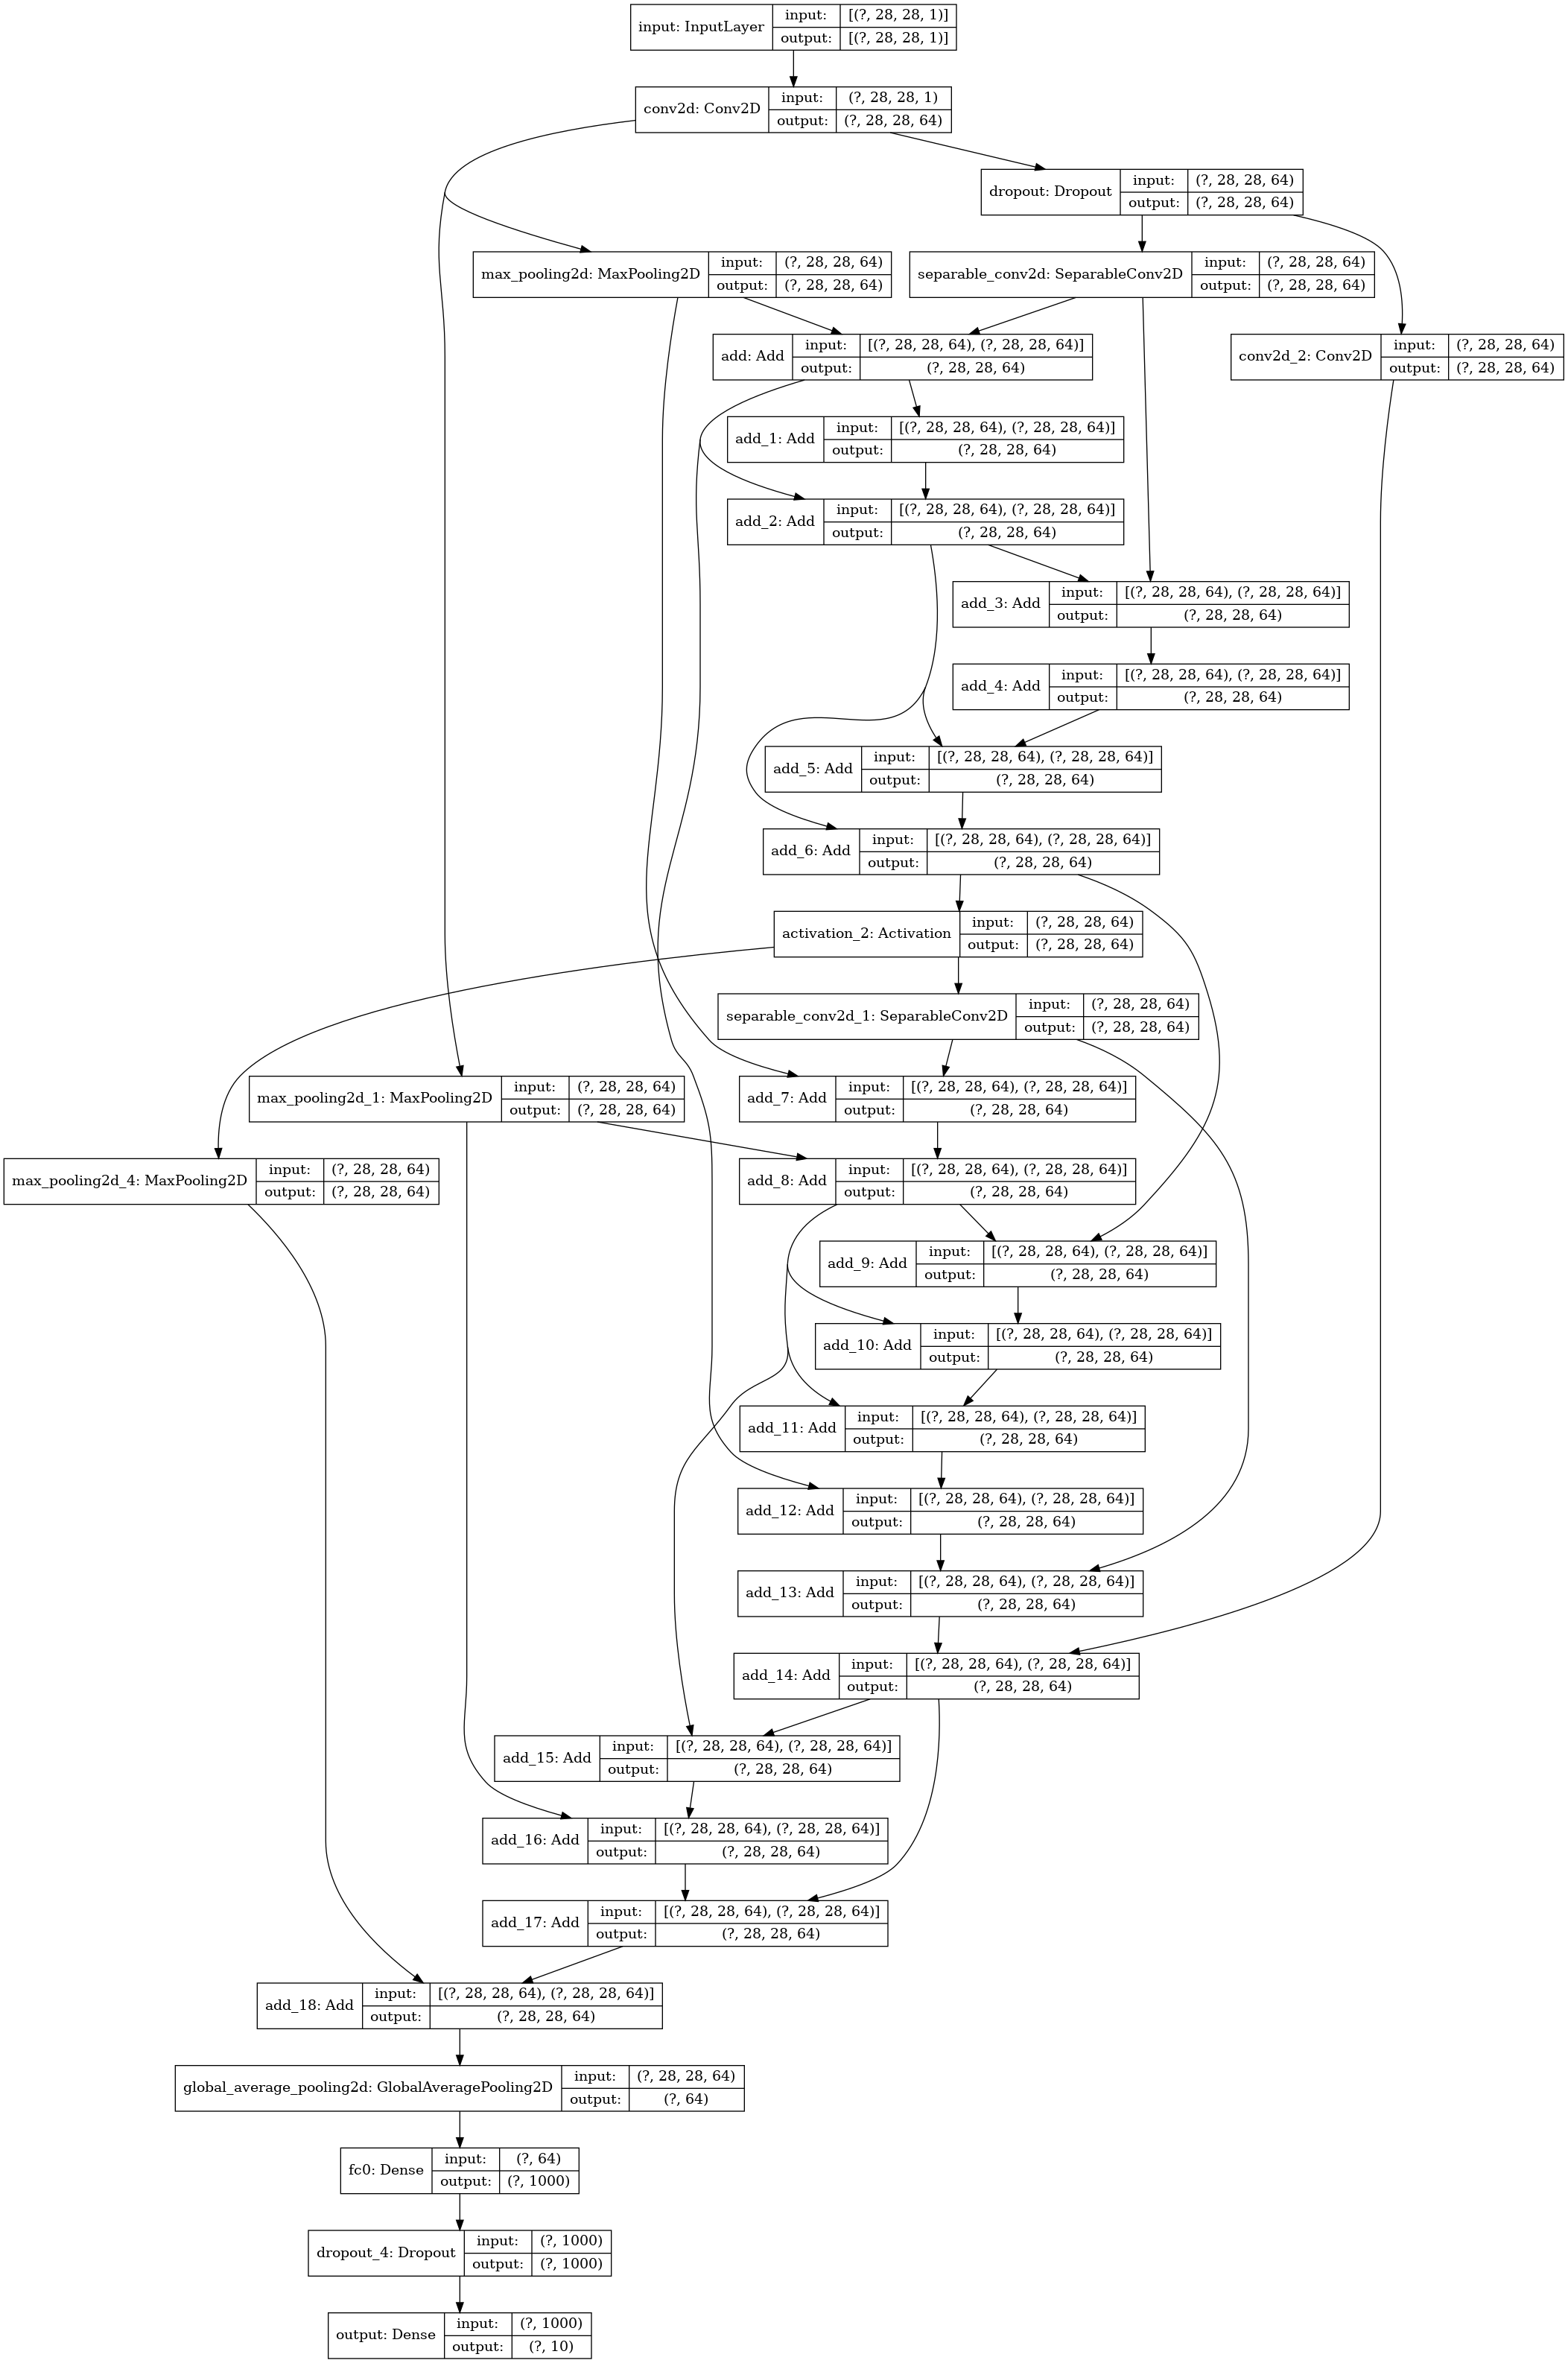 input: InputLayer
input:
[(?, 28, 28, 1)]
output:
[(?, 28, 28, 1)]
conv2d: Conv2D
input:
(?, 28, 28, 1)
output:
(?, 28, 28, 64)
dropout: Dropout
input:
(?, 28, 28, 64)
output:
(?, 28, 28, 64)
max_pooling2d: MaxPooling2D
input:
(?, 28, 28, 64)
output:
(?, 28, 28, 64)
separable_conv2d: SeparableConv2D
input:
(?, 28, 28, 64)
output:
(?, 28, 28, 64)
add: Add
input:
[(?, 28, 28, 64), (?, 28, 28, 64)]
output:
(?, 28, 28, 64)
conv2d_2: Conv2D
input:
(?, 28, 28, 64)
output:
(?, 28, 28, 64)
add_1: Add
input:
[(?, 28, 28, 64), (?, 28, 28, 64)]
output:
(?, 28, 28, 64)
add_2: Add
input:
[(?, 28, 28, 64), (?, 28, 28, 64)]
output:
(?, 28, 28, 64)
add_3: Add
input:
[(?, 28, 28, 64), (?, 28, 28, 64)]
output:
(?, 28, 28, 64)
add_4: Add
input:
[(?, 28, 28, 64), (?, 28, 28, 64)]
output:
(?, 28, 28, 64)
add_5: Add
input:
[(?, 28, 28, 64), (?, 28, 28, 64)]
output:
(?, 28, 28, 64)
add_6: Add
input:
[(?, 28, 28, 64), (?, 28, 28, 64)]
output:
(?, 28, 28, 64)
activation_2: Activation
input:
(?, 28, 28, 64)
output:
(?, 28, 28, 64)
separable_conv2d_1: SeparableConv2D
input:
(?, 28, 28, 64)
output:
(?, 28, 28, 64)
max_pooling2d_1: MaxPooling2D
input:
(?, 28, 28, 64)
output:
(?, 28, 28, 64)
add_7: Add
input:
[(?, 28, 28, 64), (?, 28, 28, 64)]
output:
(?, 28, 28, 64)
max_pooling2d_4: MaxPooling2D
input:
(?, 28, 28, 64)
output:
(?, 28, 28, 64)
add_8: Add
input:
[(?, 28, 28, 64), (?, 28, 28, 64)]
output:
(?, 28, 28, 64)
add_9: Add
input:
[(?, 28, 28, 64), (?, 28, 28, 64)]
output:
(?, 28, 28, 64)
add_10: Add
input:
[(?, 28, 28, 64), (?, 28, 28, 64)]
output:
(?, 28, 28, 64)
add_11: Add
input:
[(?, 28, 28, 64), (?, 28, 28, 64)]
output:
(?, 28, 28, 64)
add_12: Add
input:
[(?, 28, 28, 64), (?, 28, 28, 64)]
output:
(?, 28, 28, 64)
add_13: Add
input:
[(?, 28, 28, 64), (?, 28, 28, 64)]
output:
(?, 28, 28, 64)
add_14: Add
input:
[(?, 28, 28, 64), (?, 28, 28, 64)]
output:
(?, 28, 28, 64)
add_15: Add
input:
[(?, 28, 28, 64), (?, 28, 28, 64)]
output:
(?, 28, 28, 64)
add_16: Add
input:
[(?, 28, 28, 64), (?, 28, 28, 64)]
output:
(?, 28, 28, 64)
add_17: Add
input:
[(?, 28, 28, 64), (?, 28, 28, 64)]
output:
(?, 28, 28, 64)
add_18: Add
input:
[(?, 28, 28, 64), (?, 28, 28, 64)]
output:
(?, 28, 28, 64)
global_average_pooling2d: GlobalAveragePooling2D
input:
(?, 28, 28, 64)
output:
(?, 64)
fc0: Dense
input:
(?, 64)
output:
(?, 1000)
dropout_4: Dropout
input:
(?, 1000)
output:
(?, 1000)
output: Dense
input:
(?, 1000)
output:
(?, 10)